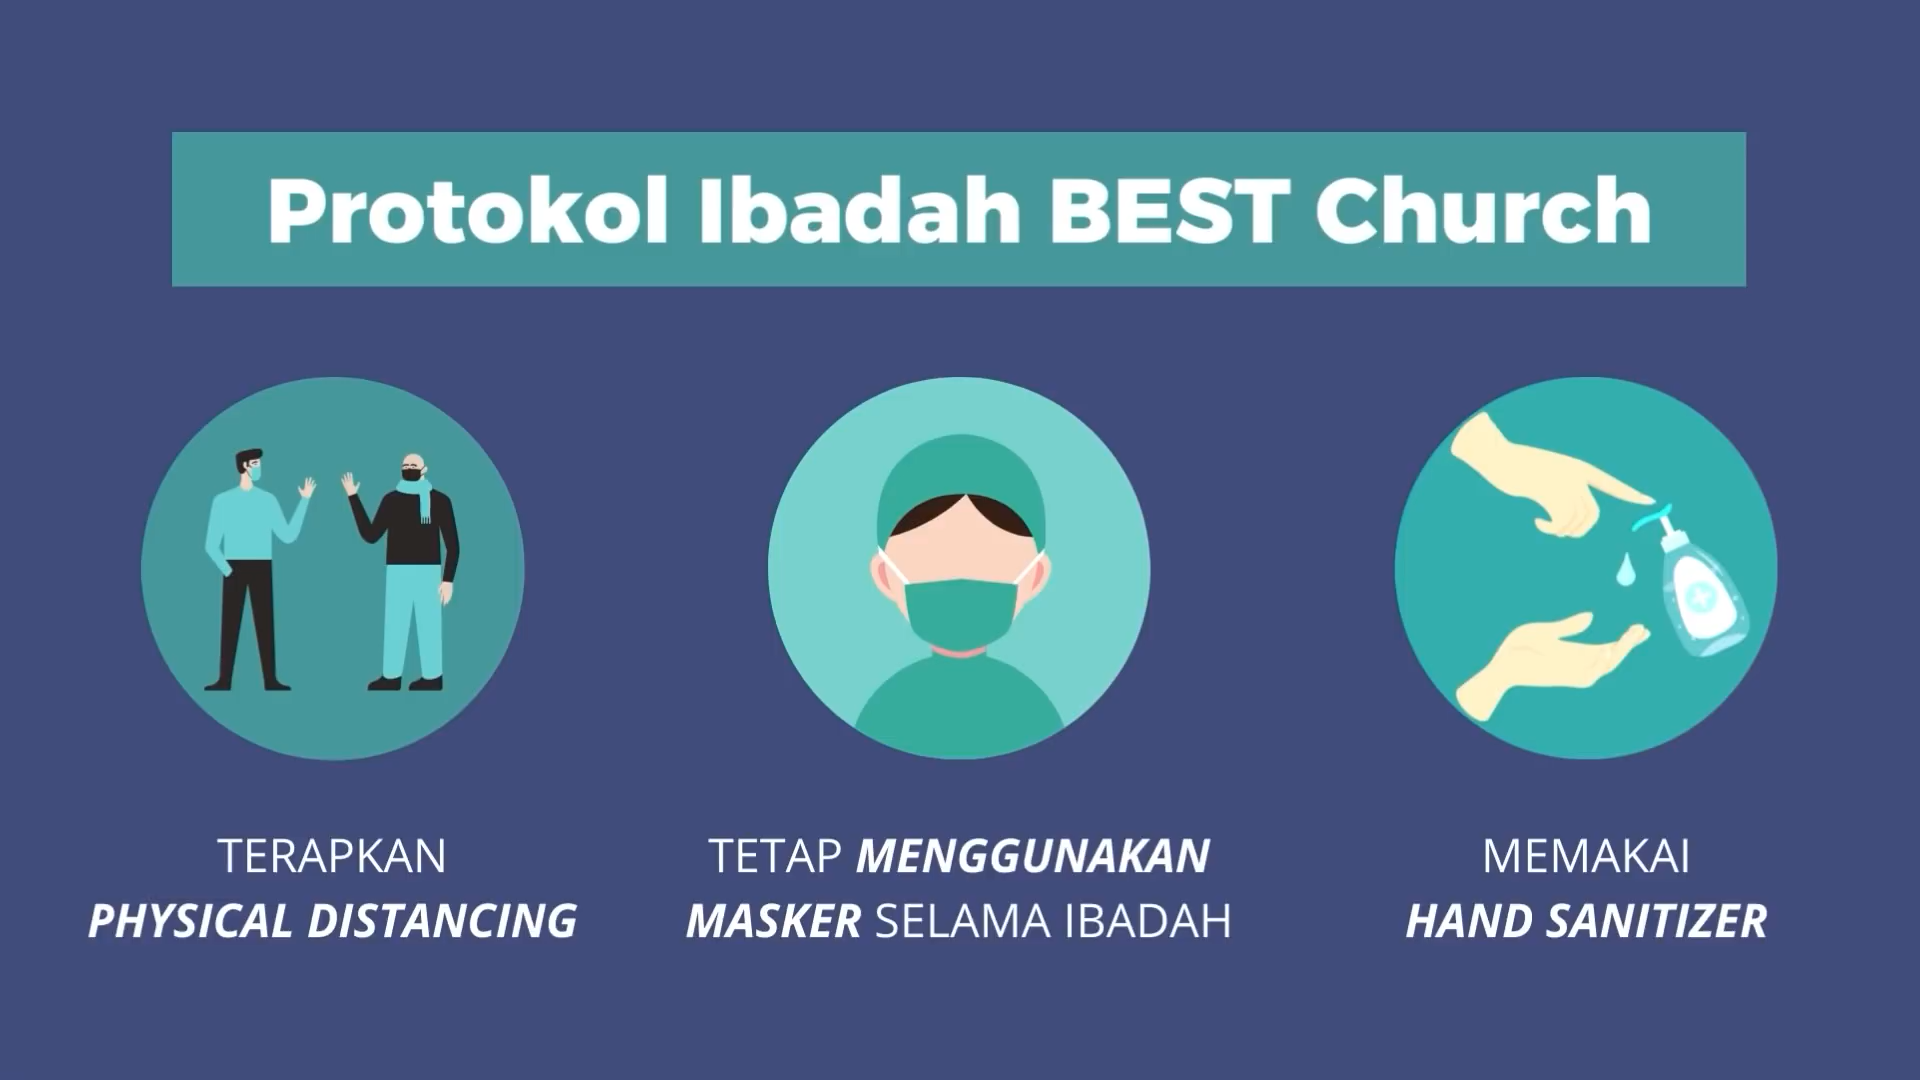 Protokol Ibadah BEST Church
TERAPKAN
PHYSICAL DISTANCING
TETAP MENGGUNAKAN
MASKER SELAMA IBADAH
MEMAKAI
HAND SANITIZER